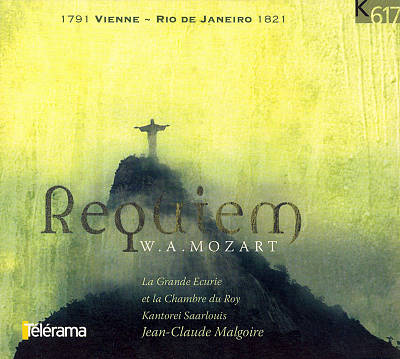 1791 VIENNE ~ RIO DE JANEIRO 1821
K617
Requiem
W.A.MOZART
La Grande Ecurie
et la Chambre du Roy
Kantorei Saarlouis
Jean-Claude Malgoire
Télérama